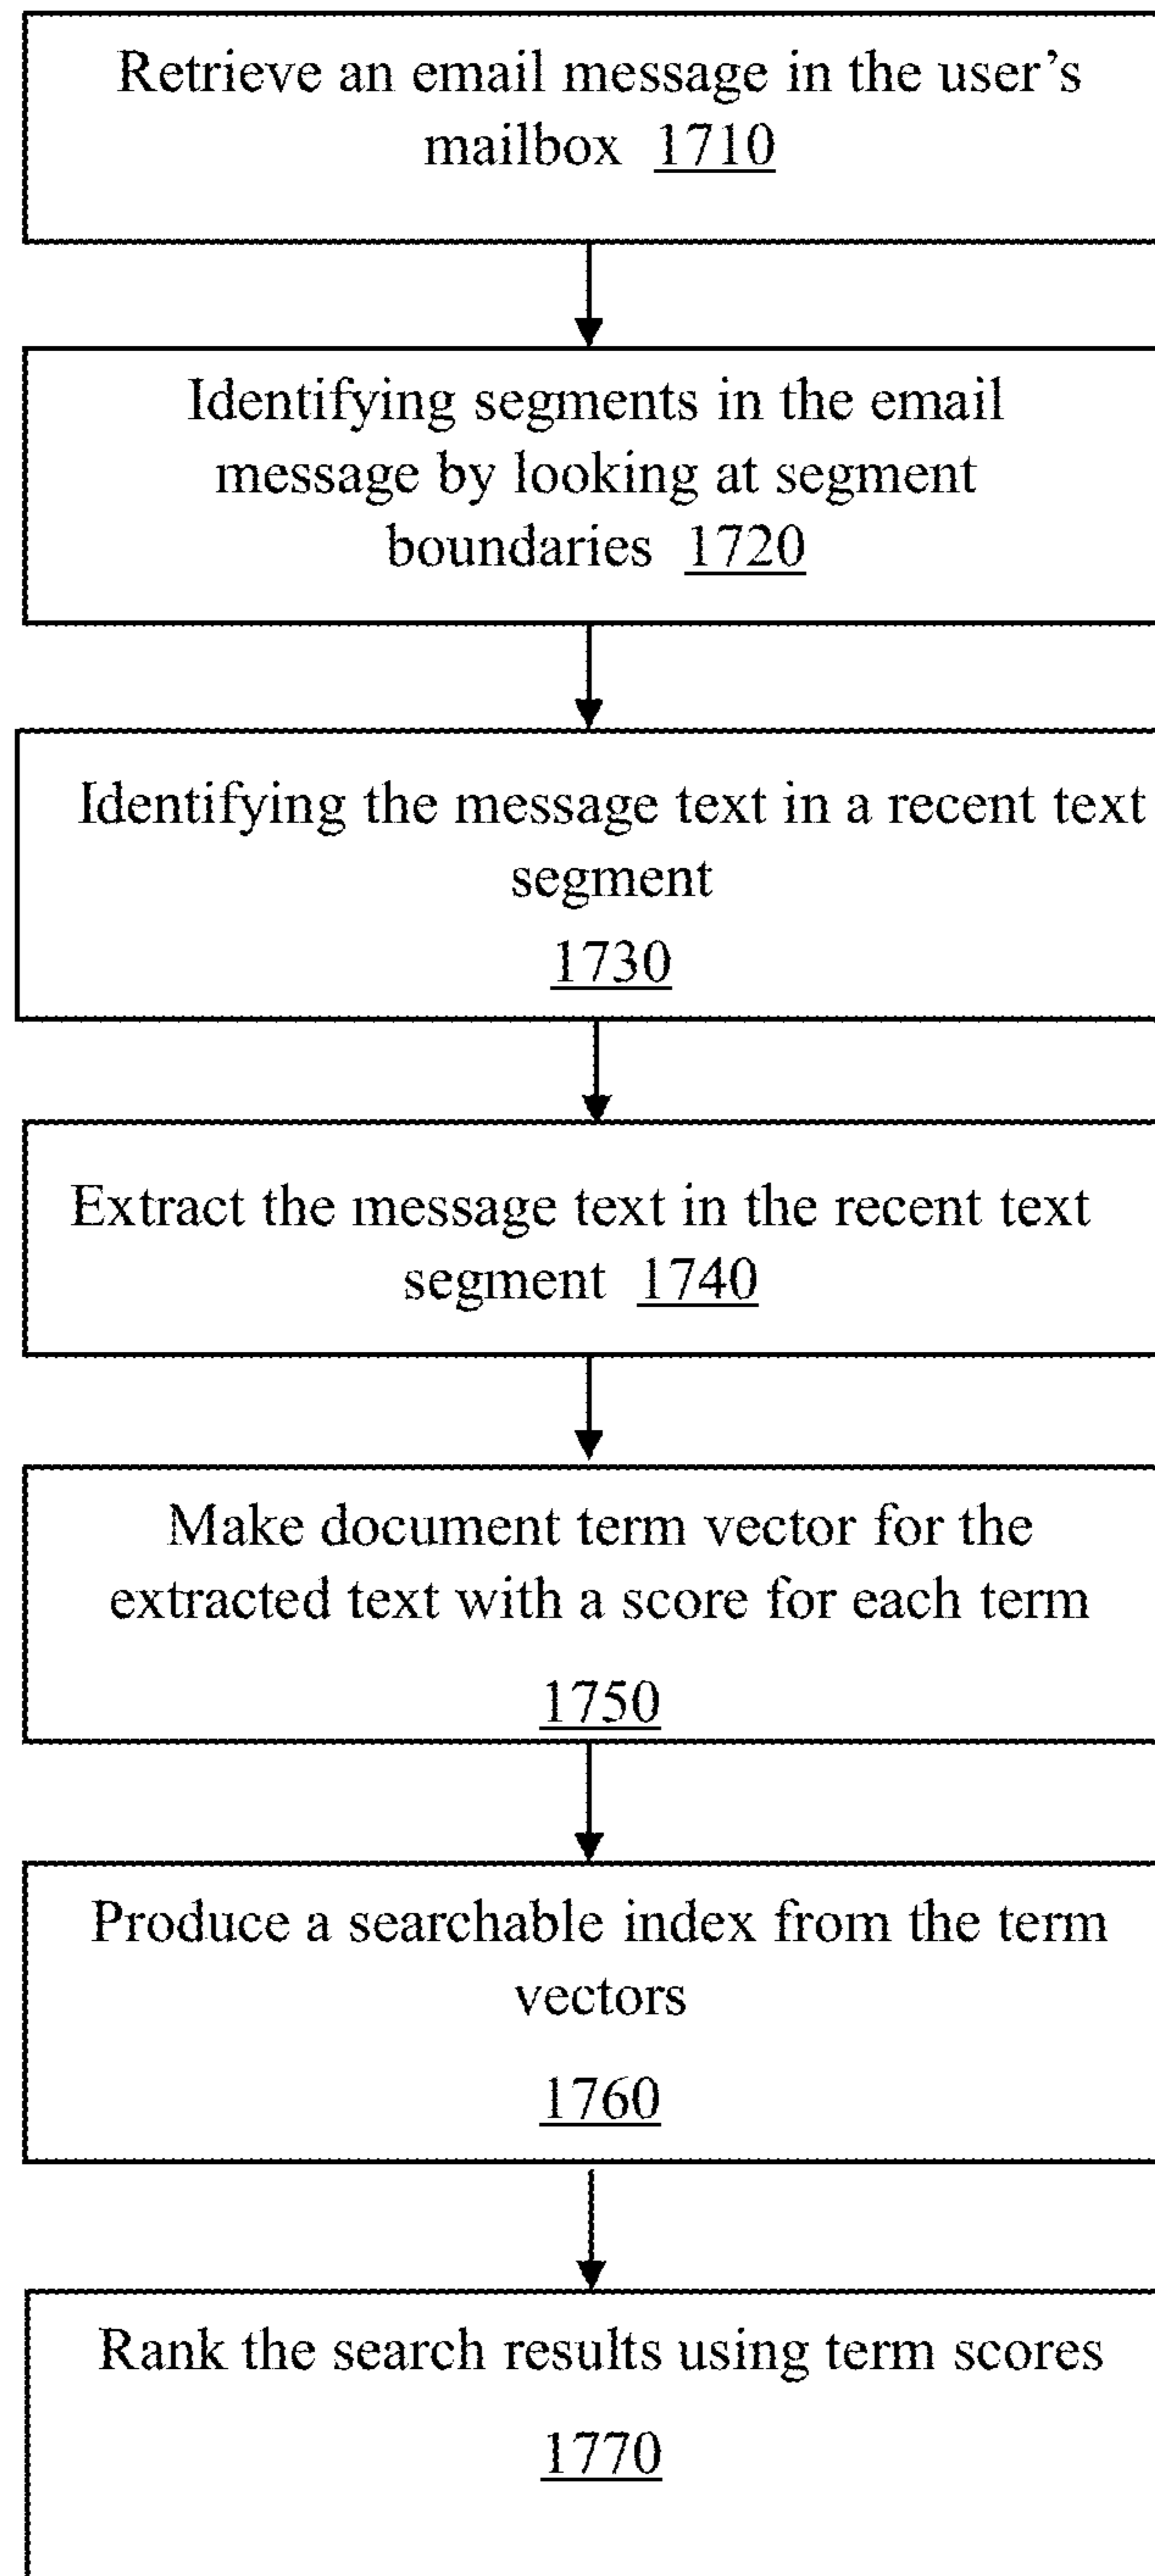 Retrieve an email message in the user’s
mailbox 1710
Identifying segments in the email
message by looking at segment
boundaries 1720
Identifying the message text in a recent text
segment
1730
Extract the message text in the recent text
segment 1740
Make document term vector for the
extracted text with a score for each term
1750
Produce a searchable index from the term
vectors
1760
Rank the search results using term scores
1770